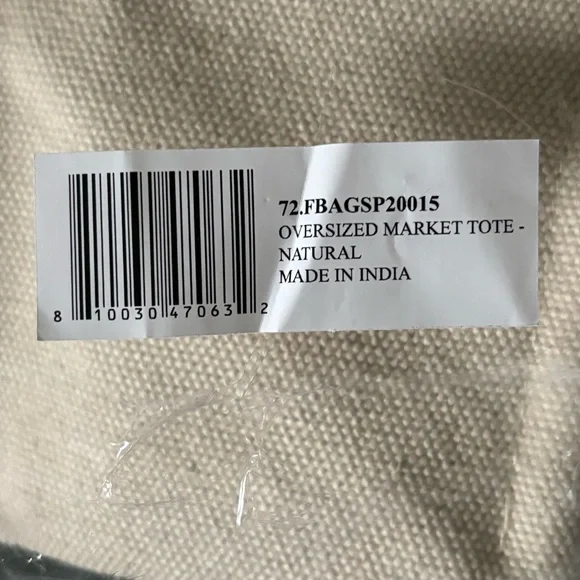 72.FBAGSP20015
OVERSIZED MARKET TOTE -
NATURAL
MADE IN INDIA
8 10030 47063 2